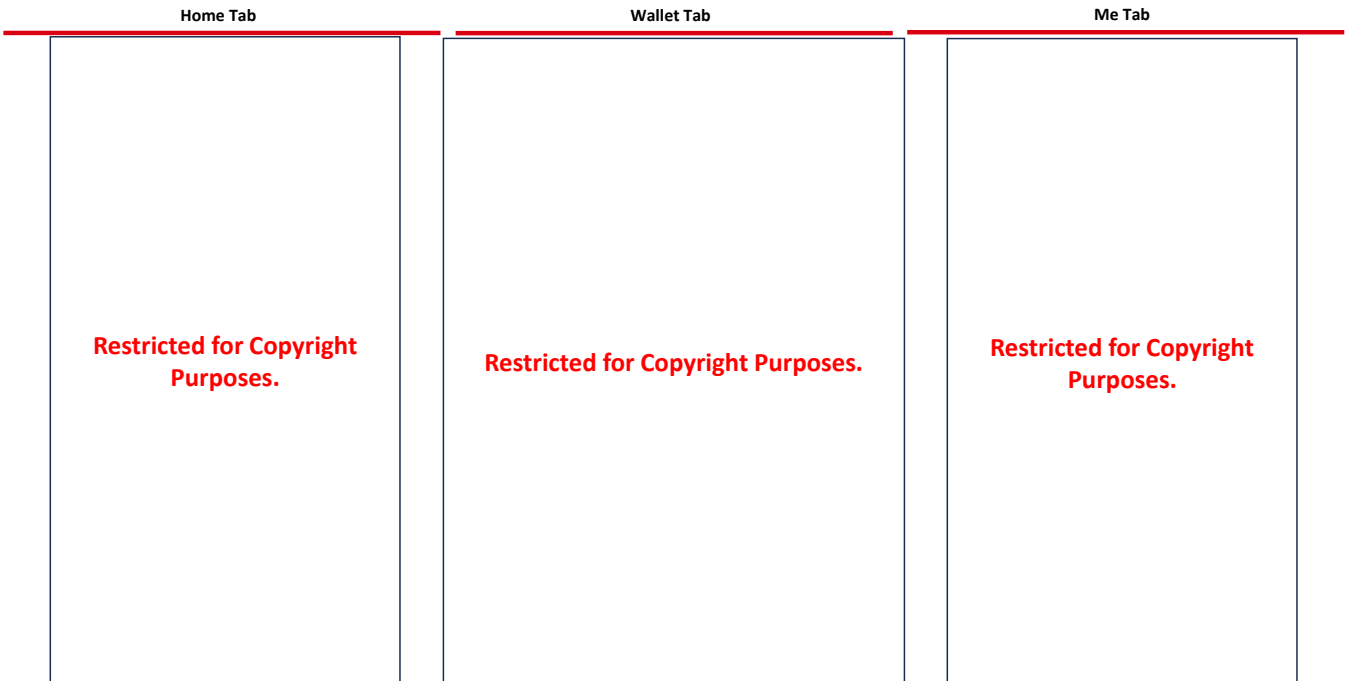 Home Tab
Wallet Tab
Me Tab
Restricted for Copyright
Purposes.
Restricted for Copyright Purposes.
Restricted for Copyright
Purposes.